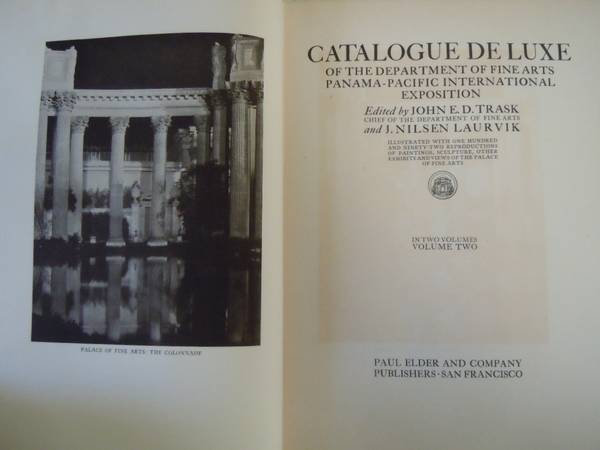 PALACE OF FINE ARTS: THE COLONNADE
CATALOGUE DE LUXE
OF THE DEPARTMENT OF FINE ARTS
PANAMA-PACIFIC INTERNATIONAL
EXPOSITION
Edited by JOHN E. D. TRASK
CHIEF OF THE DEPARTMENT OF FINE ARTS
and J. NILSEN LAURVIK
ILLUSTRATED WITH ONE HUNDRED
AND NINETY-TWO REPRODUCTIONS
OF PAINTINGS, SCULPTURE, OTHER
EXHIBITS AND VIEWS OF THE PALACE
OF FINE ARTS
IN TWO VOLUMES
VOLUME TWO
PAUL ELDER AND COMPANY
PUBLISHERS · SAN FRANCISCO